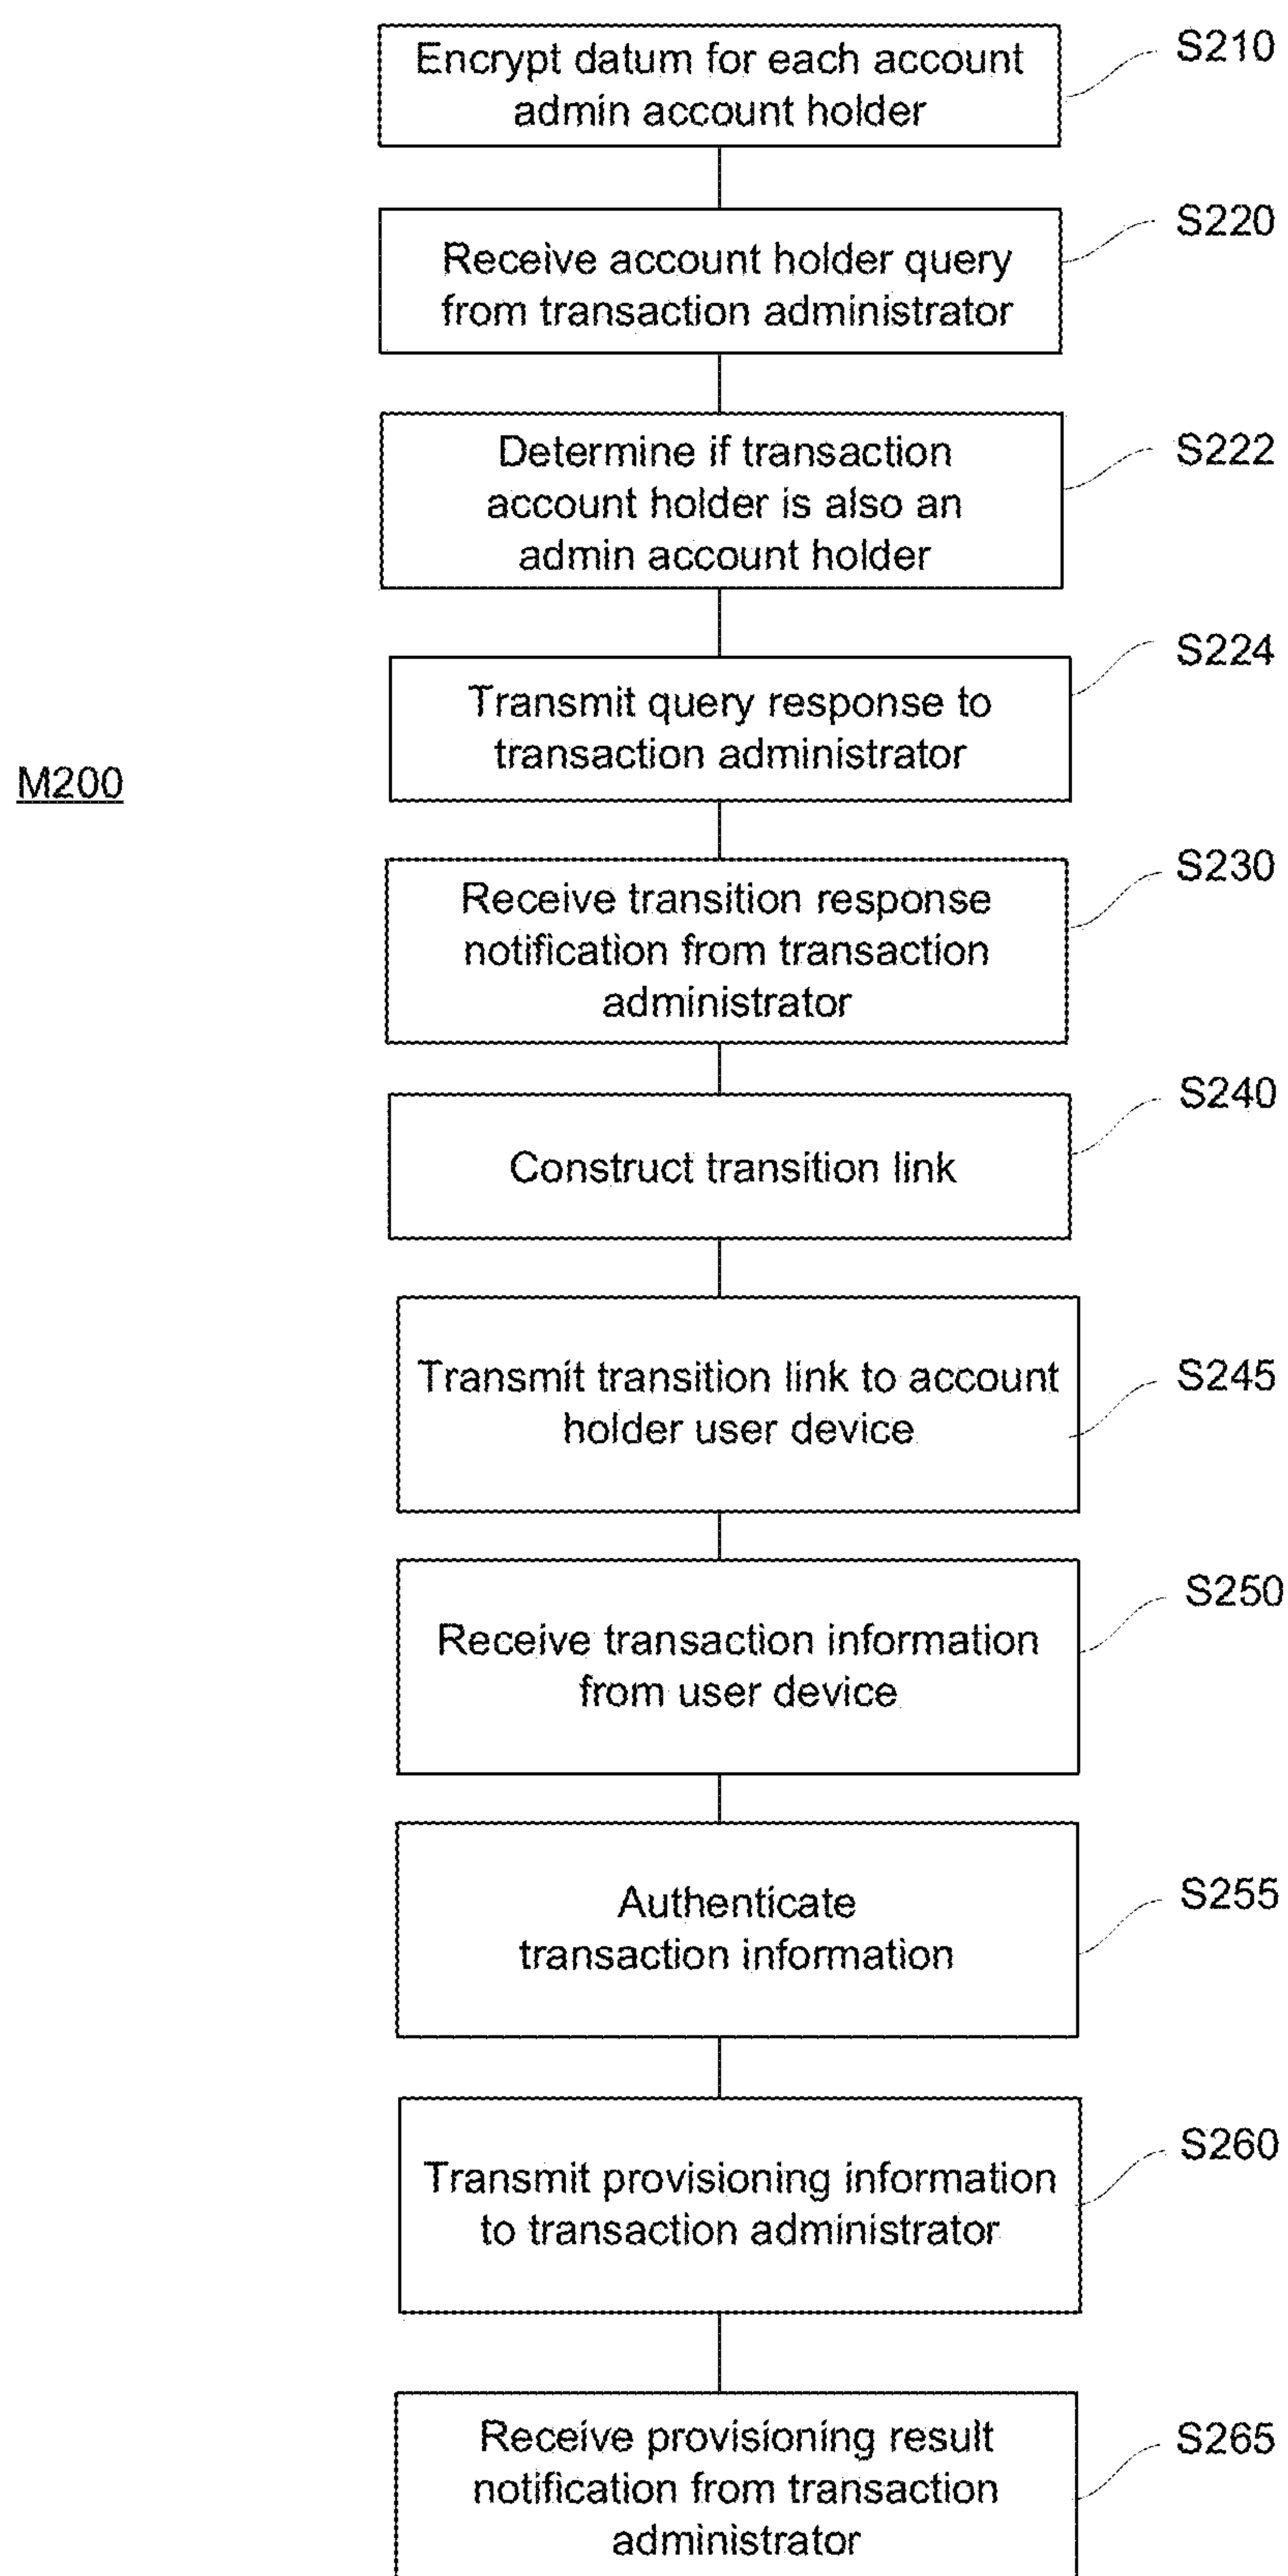 Encrypt datum for each account
admin account holder
S210
Receive account holder query
from transaction administrator
S220
Determine if transaction
account holder is also an
admin account holder
S222
Transmit query response to
transaction administrator
S224
M200
Receive transition response
notification from transaction
administrator
S230
Construct transition link
S240
Transmit transition link to account
holder user device
S245
Receive transaction information
from user device
S250
Authenticate
transaction information
S255
Transmit provisioning information
to transaction administrator
S260
Receive provisioning result
notification from transaction
administrator
S265